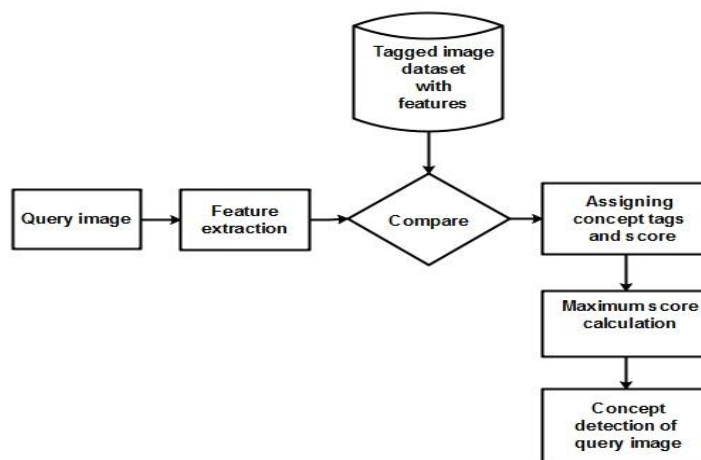 Tagged image
dataset
with
features
Query image
Feature
extraction
Compare
Assigning
concept tags
and score
Maximum score
calculation
Concept
detection of
query image